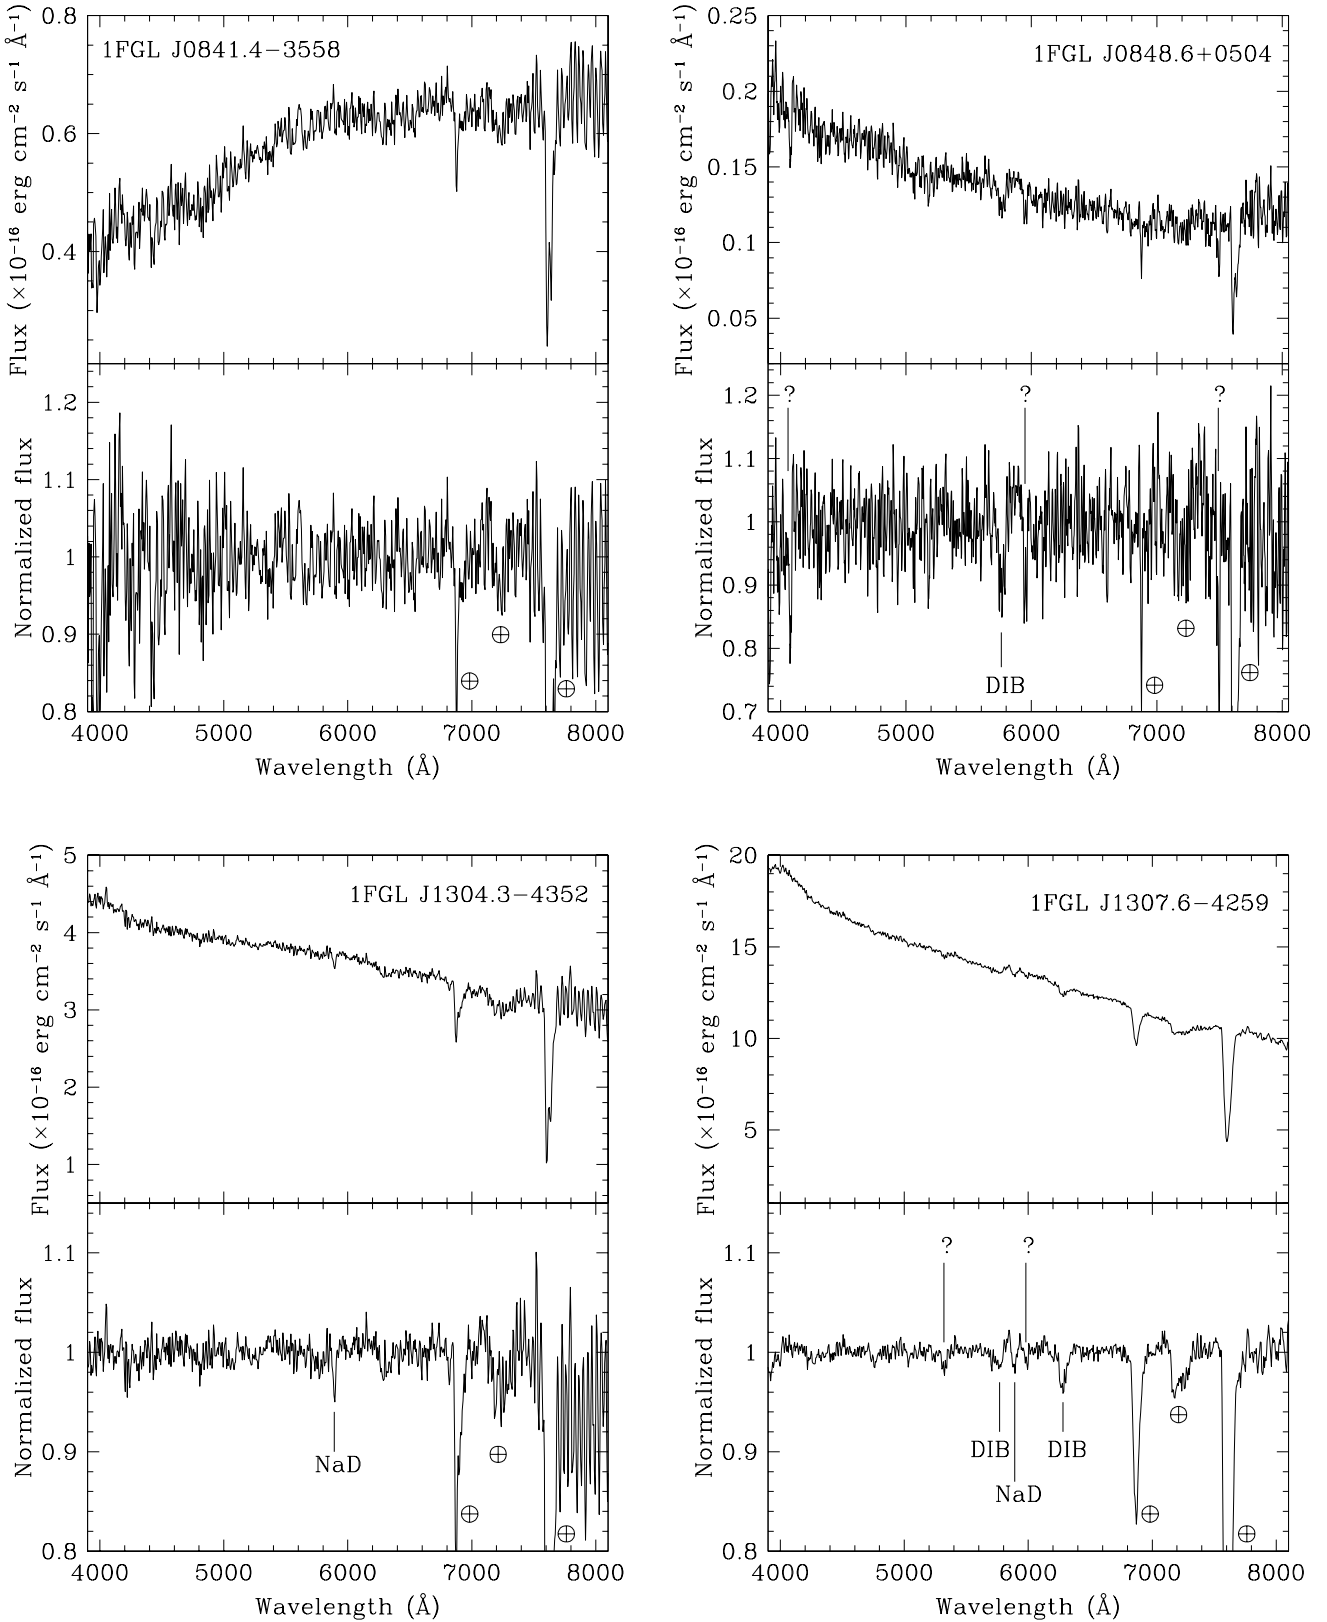 1FGL J0841.4−3558
Flux (×10⁻¹⁶ erg cm⁻² s⁻¹ Å⁻¹)
0.8
0.6
0.4
Normalized flux
1.2
1.1
1
0.9
0.8
⊕ ⊕ ⊕
4000 5000 6000 7000 8000
Wavelength (Å)
1FGL J0848.6+0504
Flux (×10⁻¹⁶ erg cm⁻² s⁻¹ Å⁻¹)
0.25
0.2
0.15
0.1
0.05
Normalized flux
1.2
1.1
1
0.9
0.8
0.7
? ? ?
DIB
⊕ ⊕ ⊕
4000 5000 6000 7000 8000
Wavelength (Å)
1FGL J1304.3−4352
Flux (×10⁻¹⁶ erg cm⁻² s⁻¹ Å⁻¹)
5
4
3
2
1
Normalized flux
1.1
1
0.9
0.8
NaD
⊕ ⊕ ⊕
4000 5000 6000 7000 8000
Wavelength (Å)
1FGL J1307.6−4259
Flux (×10⁻¹⁶ erg cm⁻² s⁻¹ Å⁻¹)
20
15
10
5
Normalized flux
1.1
1
0.9
0.8
? ?
DIB DIB
NaD
⊕ ⊕ ⊕
4000 5000 6000 7000 8000
Wavelength (Å)